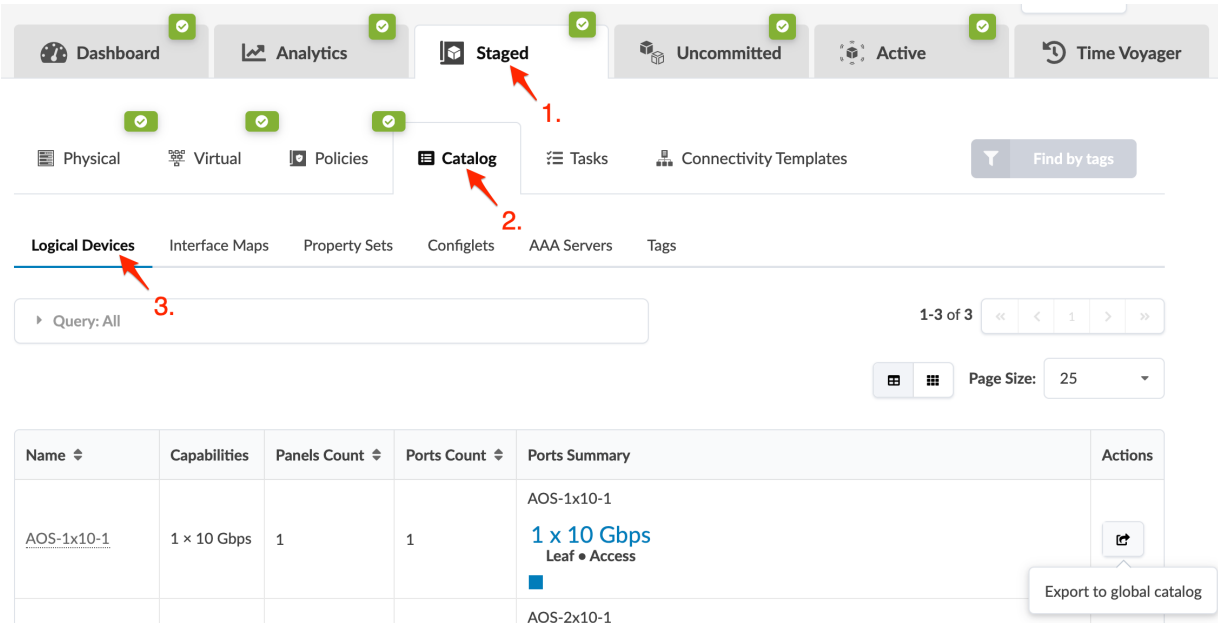 Dashboard Analytics Staged Uncommitted Active Time Voyager
1.
Physical Virtual Policies Catalog Tasks Connectivity Templates Find by tags
2.
Logical Devices Interface Maps Property Sets Configlets AAA Servers Tags
3.
Query: All 1-3 of 3 « < 1 > »
Page Size: 25
Name Capabilities Panels Count Ports Count Ports Summary Actions
AOS-1x10-1
AOS-1x10-1 1 × 10 Gbps 1 1 1 x 10 Gbps
Leaf • Access
Export to global catalog
AOS-2x10-1